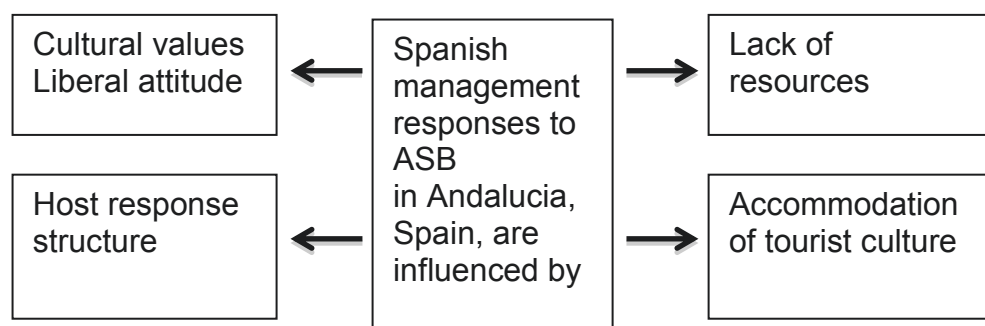 Cultural values
Liberal attitude
Host response
structure
Spanish
management
responses to
ASB
in Andalucia,
Spain, are
influenced by
Lack of
resources
Accommodation
of tourist culture